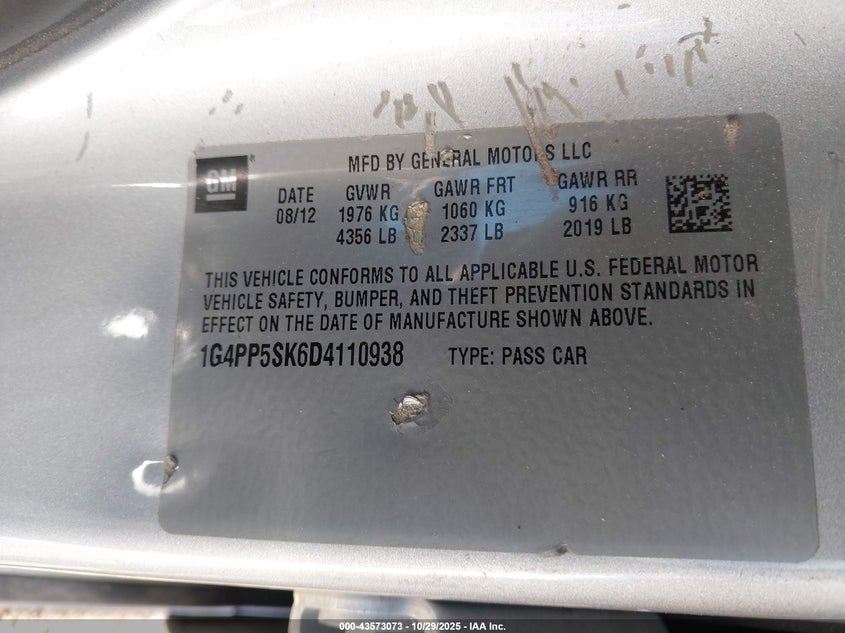 GM
®
MFD BY GENERAL MOTORS LLC
DATE GVWR GAWR FRT GAWR RR
08/12 1976 KG 1060 KG 916 KG
4356 LB 2337 LB 2019 LB
THIS VEHICLE CONFORMS TO ALL APPLICABLE U.S. FEDERAL MOTOR
VEHICLE SAFETY, BUMPER, AND THEFT PREVENTION STANDARDS IN
EFFECT ON THE DATE OF MANUFACTURE SHOWN ABOVE.
1G4PP5SK6D4110938 TYPE: PASS CAR
000-43573073 / 10/29/2025 - IAA Inc.